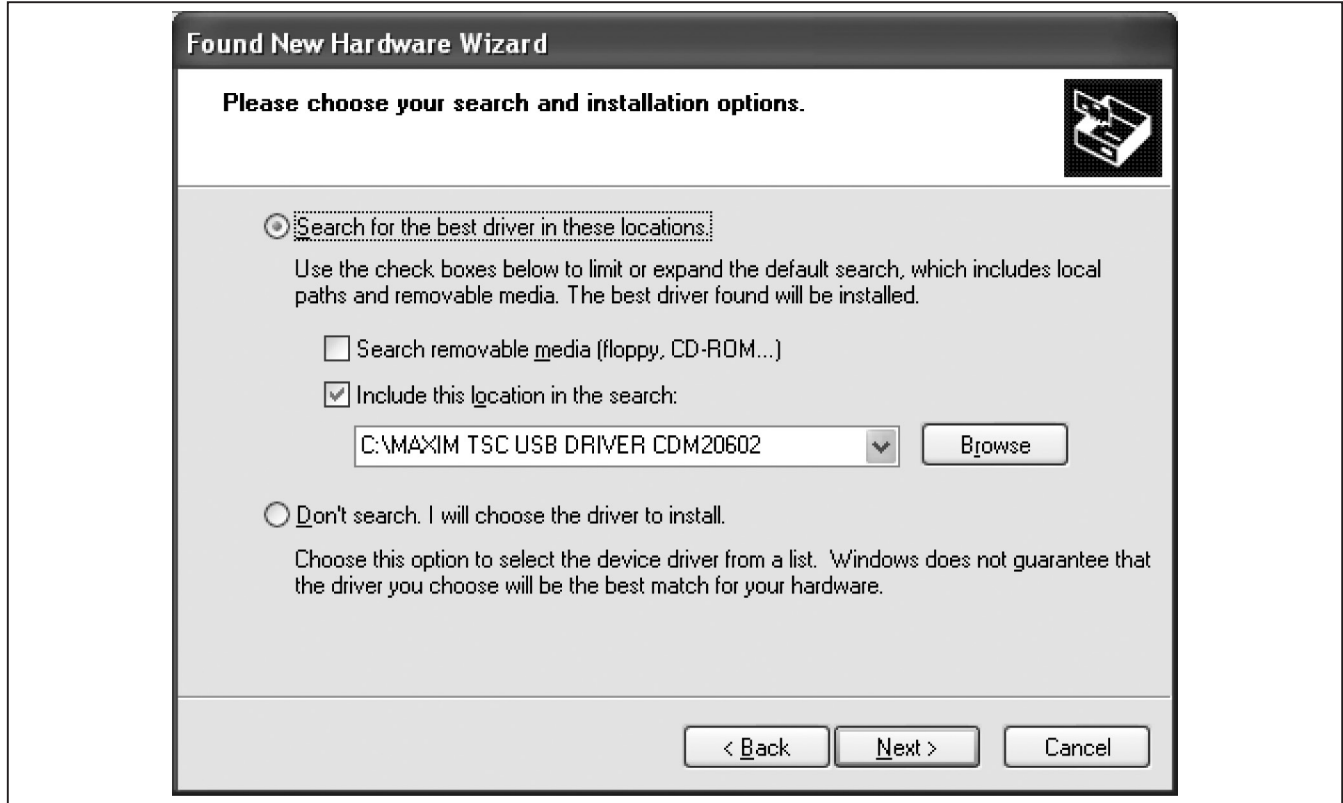 Found New Hardware Wizard
Please choose your search and installation options.
Search for the best driver in these locations.
Use the check boxes below to limit or expand the default search, which includes local
paths and removable media. The best driver found will be installed.
Search removable media (floppy, CD-ROM...)
Include this location in the search:
C:\MAXIM TSC USB DRIVER CDM20602
Browse
Don't search. I will choose the driver to install.
Choose this option to select the device driver from a list.  Windows does not guarantee that
the driver you choose will be the best match for your hardware.
< Back
Next >
Cancel